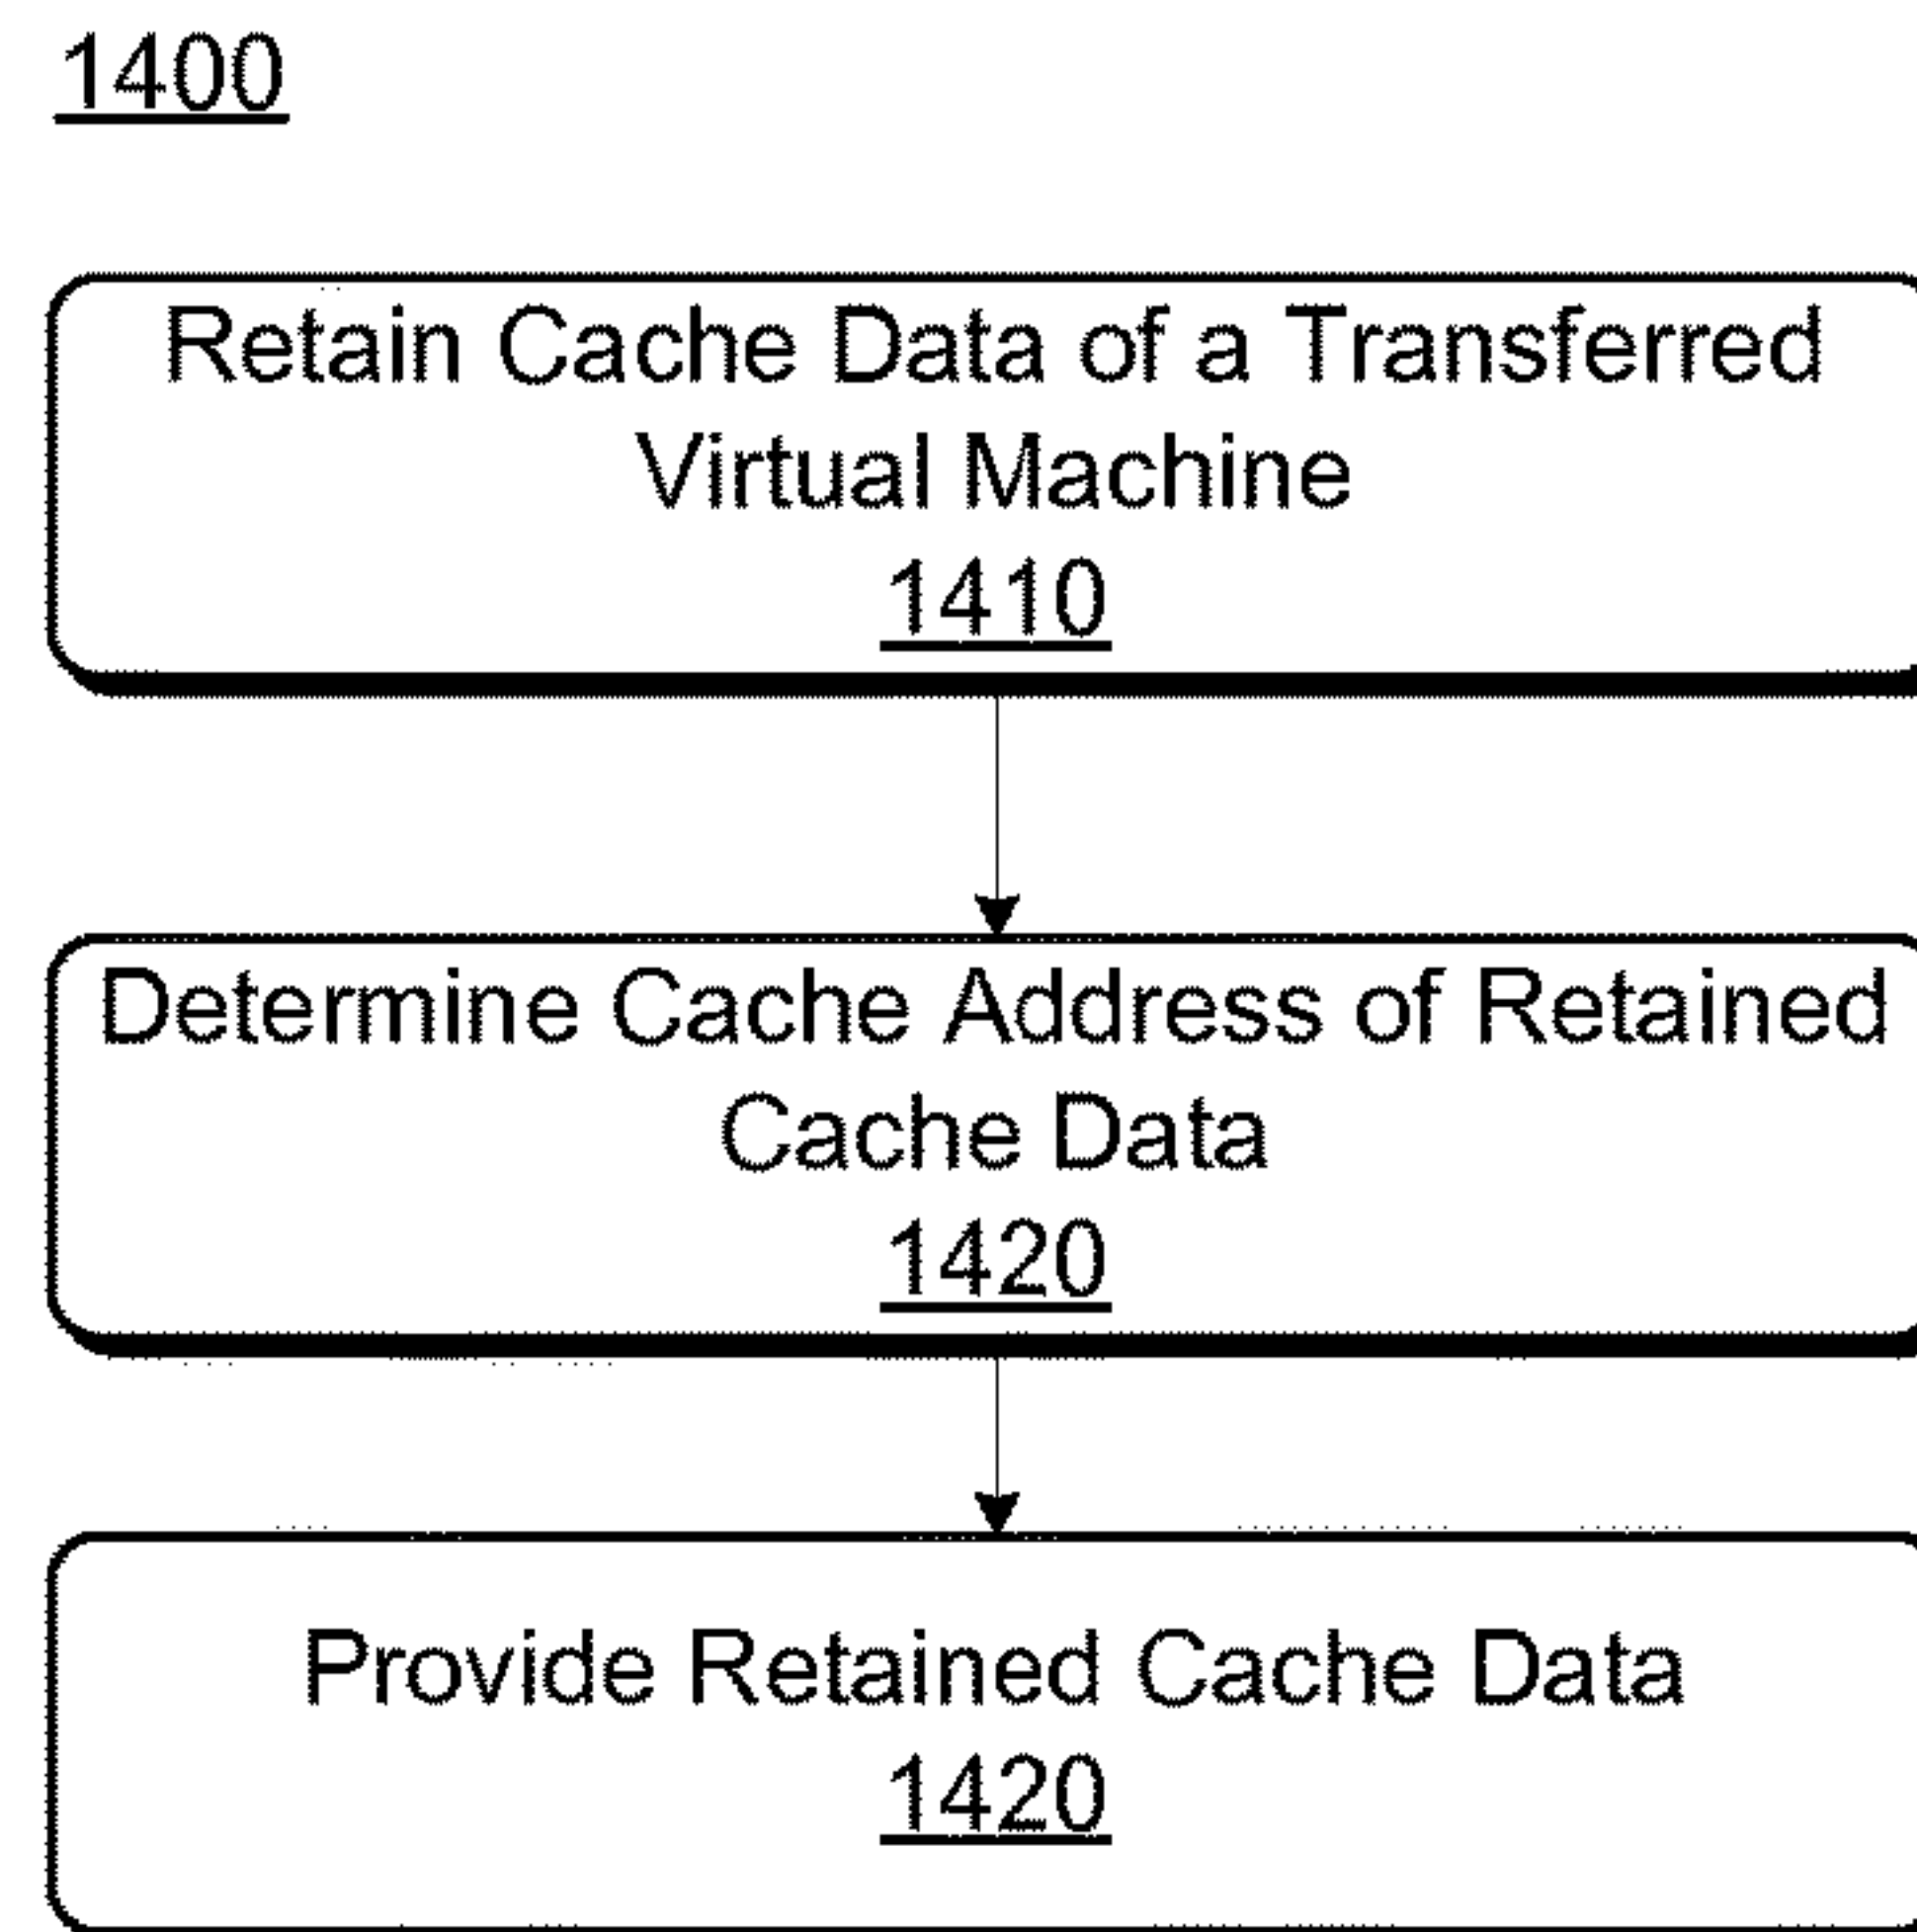 1400
Retain Cache Data of a Transferred
Virtual Machine
1410
Determine Cache Address of Retained
Cache Data
1420
Provide Retained Cache Data
1420